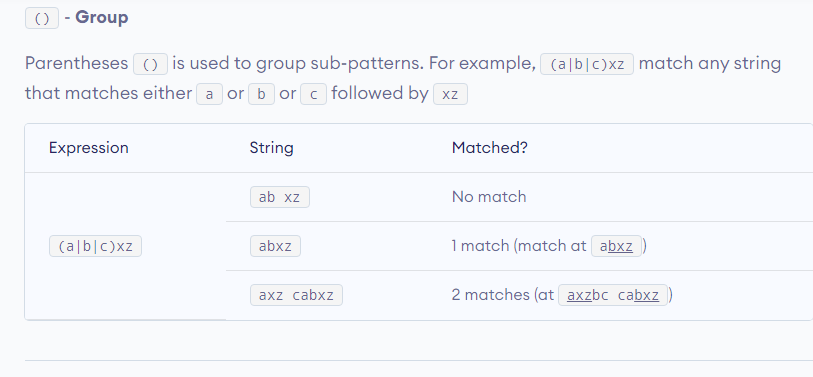 () - Group
Parentheses () is used to group sub-patterns. For example, (a|b|c)xz match any string
that matches either a or b or c followed by xz
Expression String Matched?
ab xz No match
(a|b|c)xz abxz 1 match (match at abxz)
axz cabxz 2 matches (at axzbc cabxz)